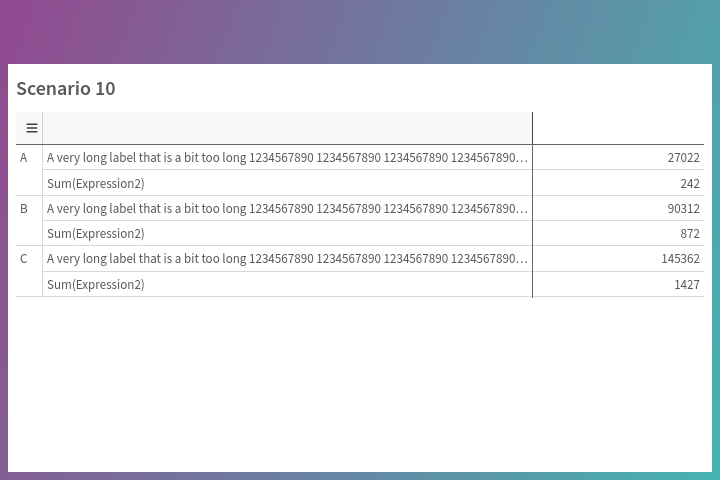 Scenario 10
A A very long label that is a bit too long 1234567890 1234567890 1234567890 1234567890… 27022
Sum(Expression2) 242
B A very long label that is a bit too long 1234567890 1234567890 1234567890 1234567890… 90312
Sum(Expression2) 872
C A very long label that is a bit too long 1234567890 1234567890 1234567890 1234567890… 145362
Sum(Expression2) 1427